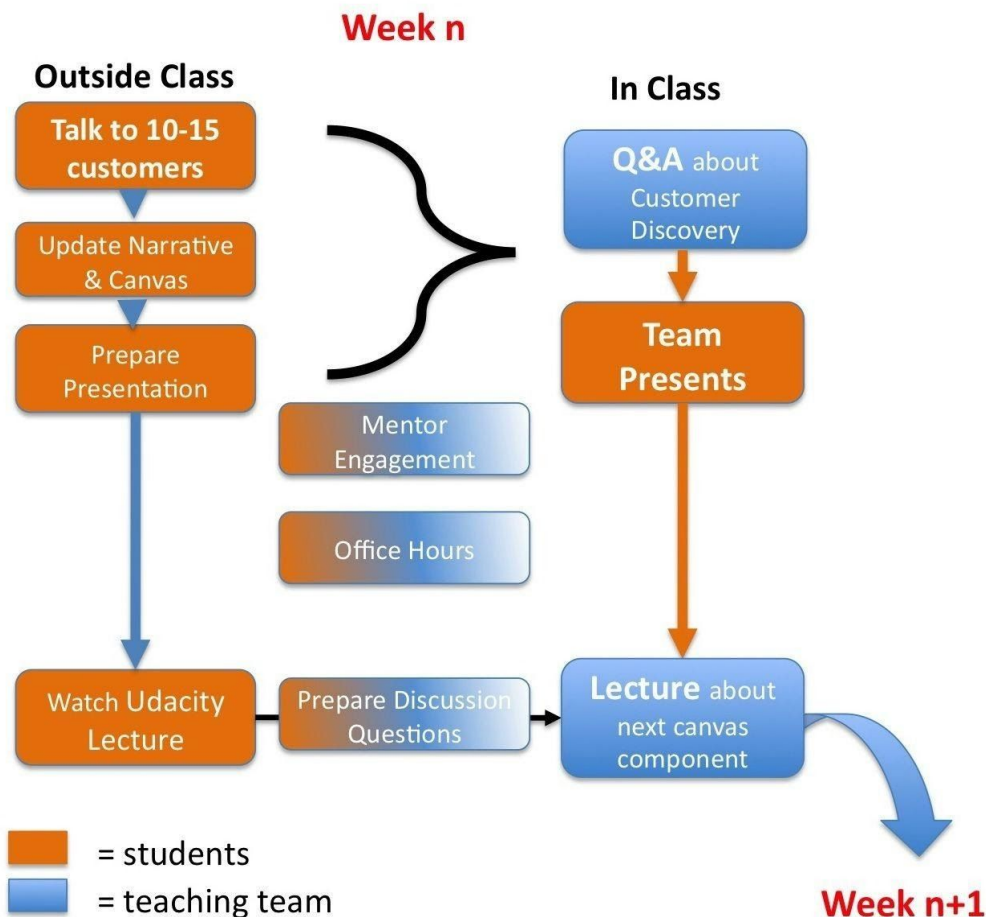 Week n
Outside Class
Talk to 10-15
customers
Update Narrative
& Canvas
Prepare
Presentation
Mentor
Engagement
Office Hours
Watch Udacity
Lecture
Prepare Discussion
Questions
In Class
Q&A about
Customer
Discovery
Team
Presents
Lecture about
next canvas
component
= students
= teaching team
Week n+1